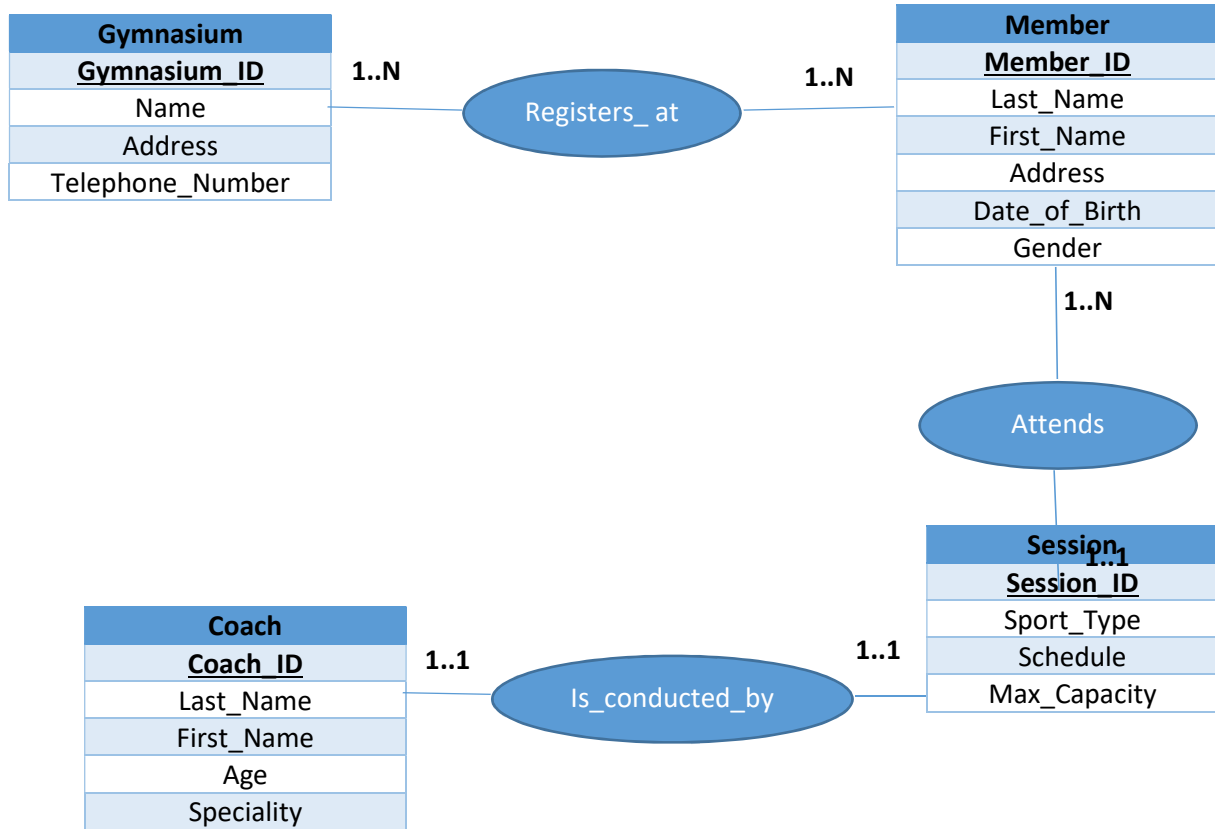 Gymnasium
Gymnasium_ID
Name
Address
Telephone_Number
1..N
Registers_ at
1..N
Member
Member_ID
Last_Name
First_Name
Address
Date_of_Birth
Gender
1..N
Attends
1..1
Session
Session_ID
Sport_Type
Schedule
Max_Capacity
1..1
Is_conducted_by
1..1
Coach
Coach_ID
Last_Name
First_Name
Age
Speciality